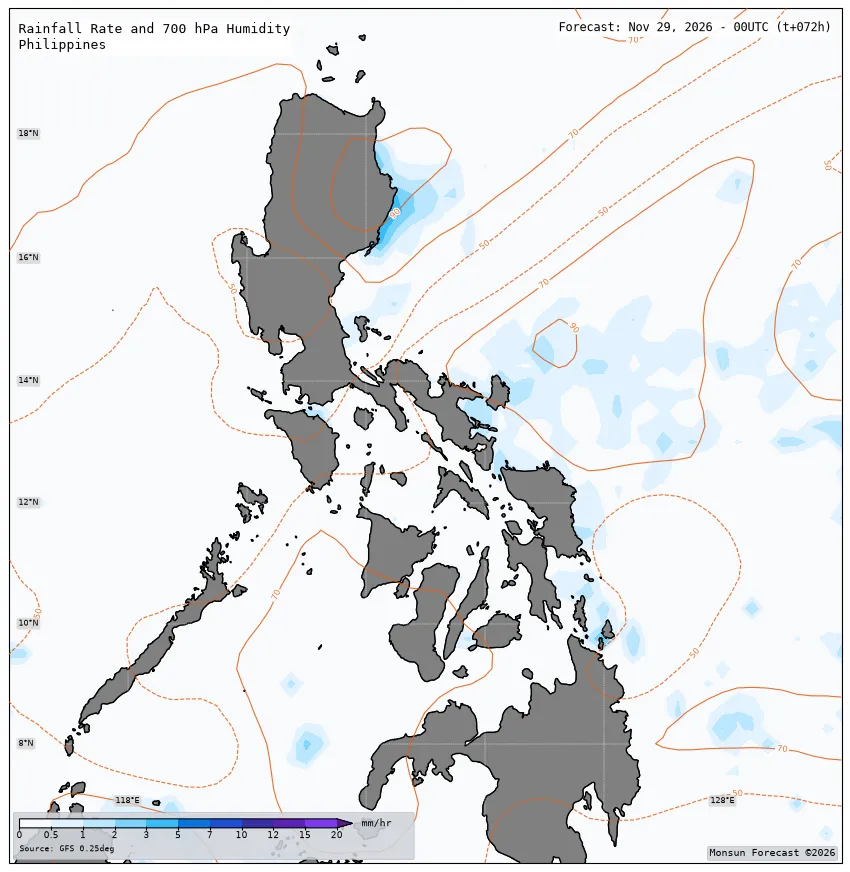 Rainfall Rate and 700 hPa Humidity
Philippines
Forecast: Nov 29, 2026 - 00UTC (t+072h)
70
18°N
70
50
90
50
50
16°N
70
70
50
90
14°N
12°N
70
50
10°N
50
8°N
70
50
118°E
128°E
mm/hr
0 0.5 1 2 3 5 7 10 12 15 20
Source: GFS 0.25deg
Monsun Forecast ©2026